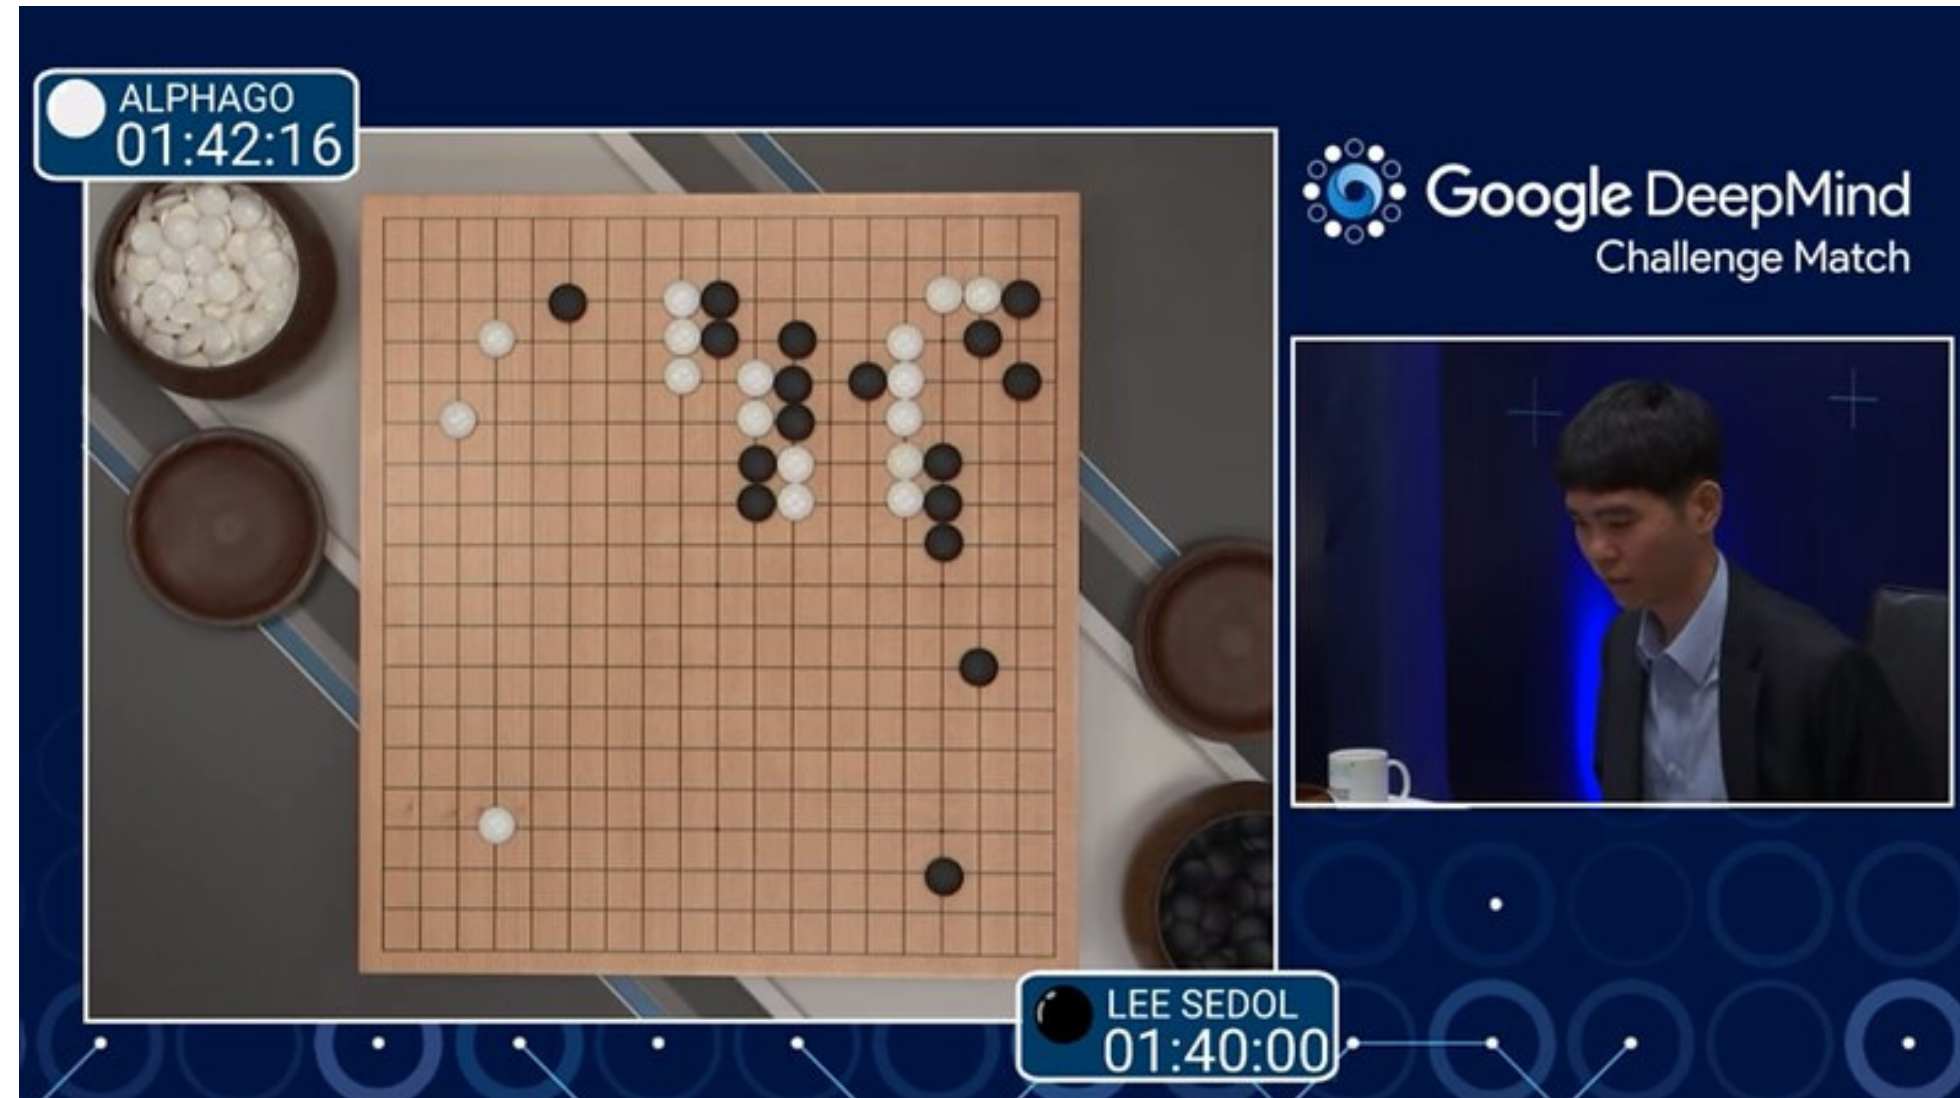 ALPHAGO
01:42:16
Google DeepMind
Challenge Match
LEE SEDOL
01:40:00